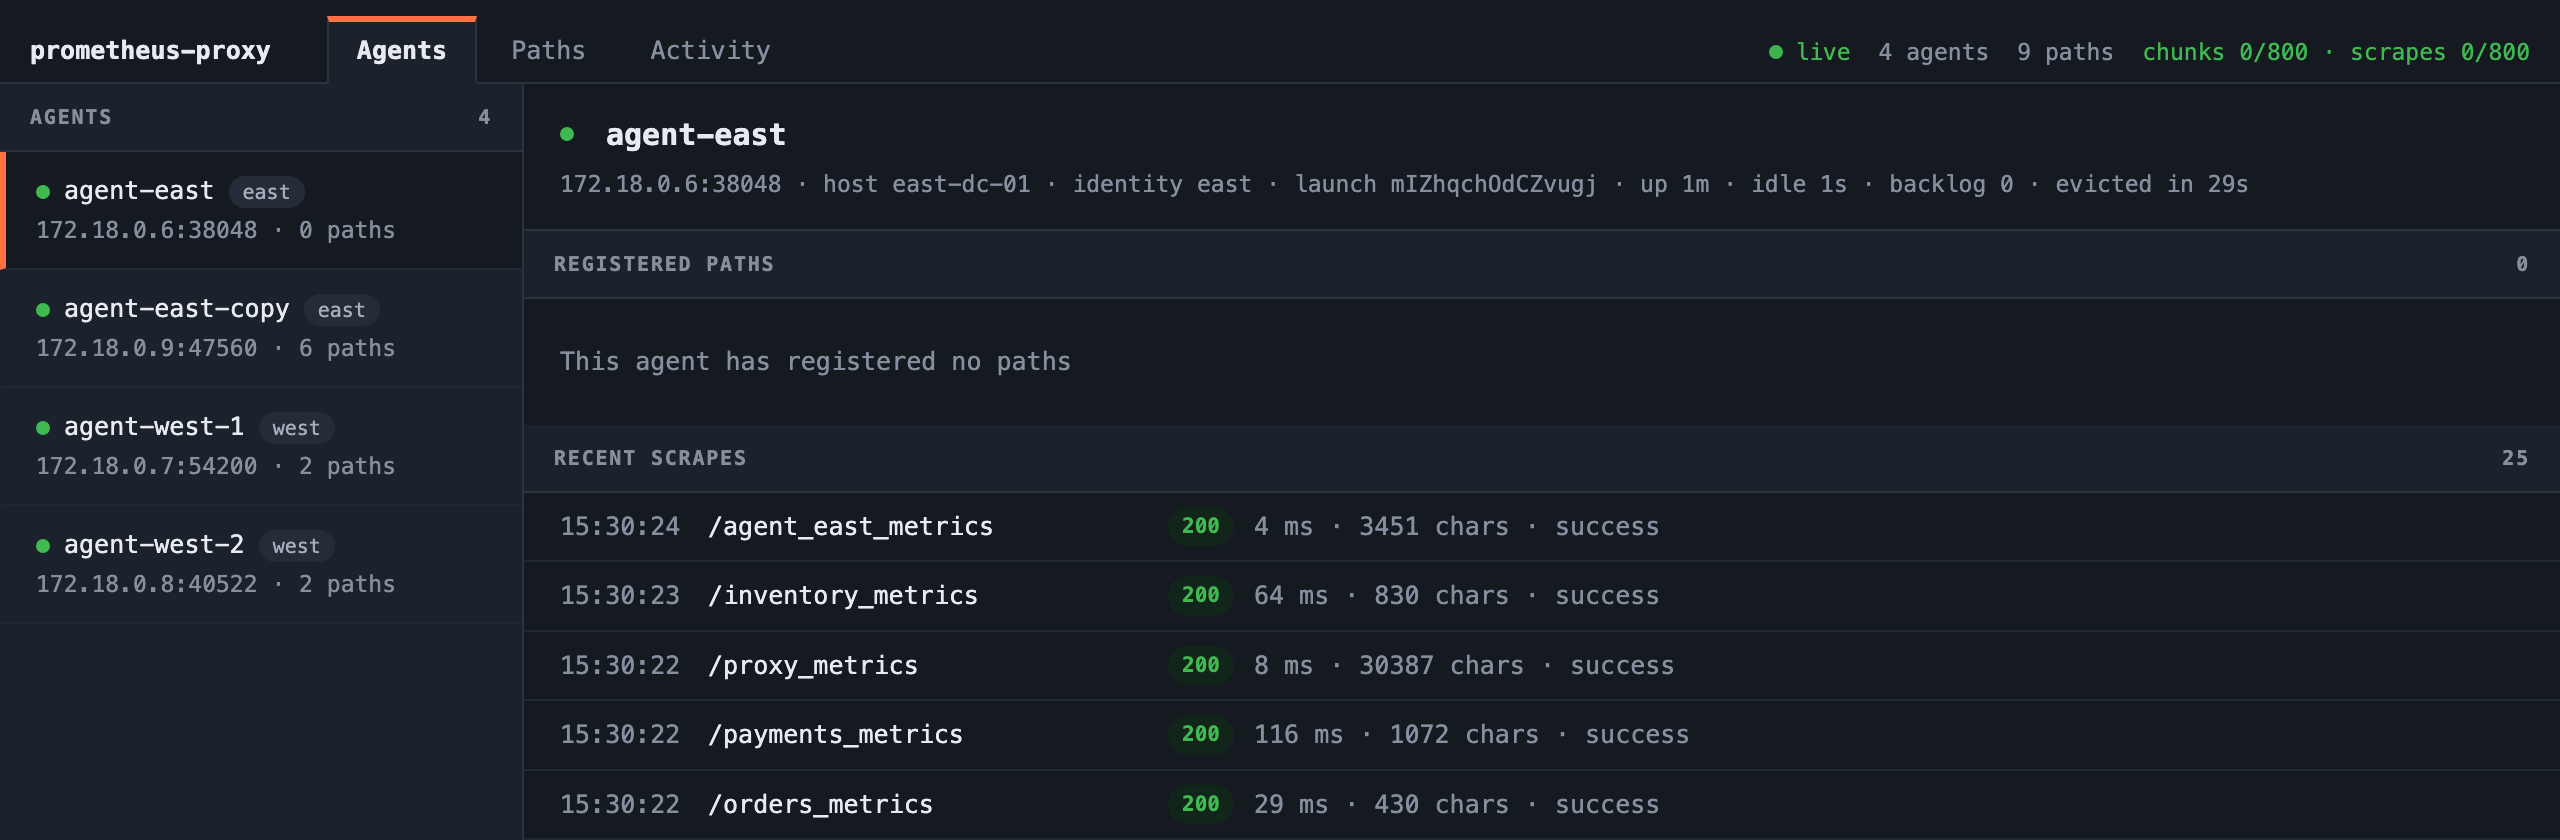 prometheus-proxy Agents Paths Activity live 4 agents 9 paths chunks 0/800 · scrapes 0/800
AGENTS 4
agent-east east
172.18.0.6:38048 · 0 paths
agent-east-copy east
172.18.0.9:47560 · 6 paths
agent-west-1 west
172.18.0.7:54200 · 2 paths
agent-west-2 west
172.18.0.8:40522 · 2 paths
agent-east
172.18.0.6:38048 · host east-dc-01 · identity east · launch mIZhqchOdCZvugj · up 1m · idle 1s · backlog 0 · evicted in 29s
REGISTERED PATHS 0
This agent has registered no paths
RECENT SCRAPES 25
15:30:24 /agent_east_metrics 200 4 ms · 3451 chars · success
15:30:23 /inventory_metrics 200 64 ms · 830 chars · success
15:30:22 /proxy_metrics 200 8 ms · 30387 chars · success
15:30:22 /payments_metrics 200 116 ms · 1072 chars · success
15:30:22 /orders_metrics 200 29 ms · 430 chars · success